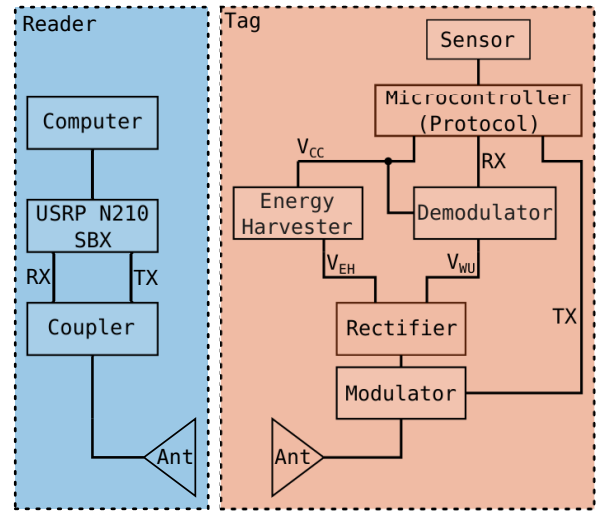 Reader
Computer
USRP N210
SBX
RX
TX
Coupler
Ant
Tag
Sensor
Microcontroller
(Protocol)
VCC
RX
Energy
Harvester
Demodulator
VEH
VWU
TX
Rectifier
Modulator
Ant